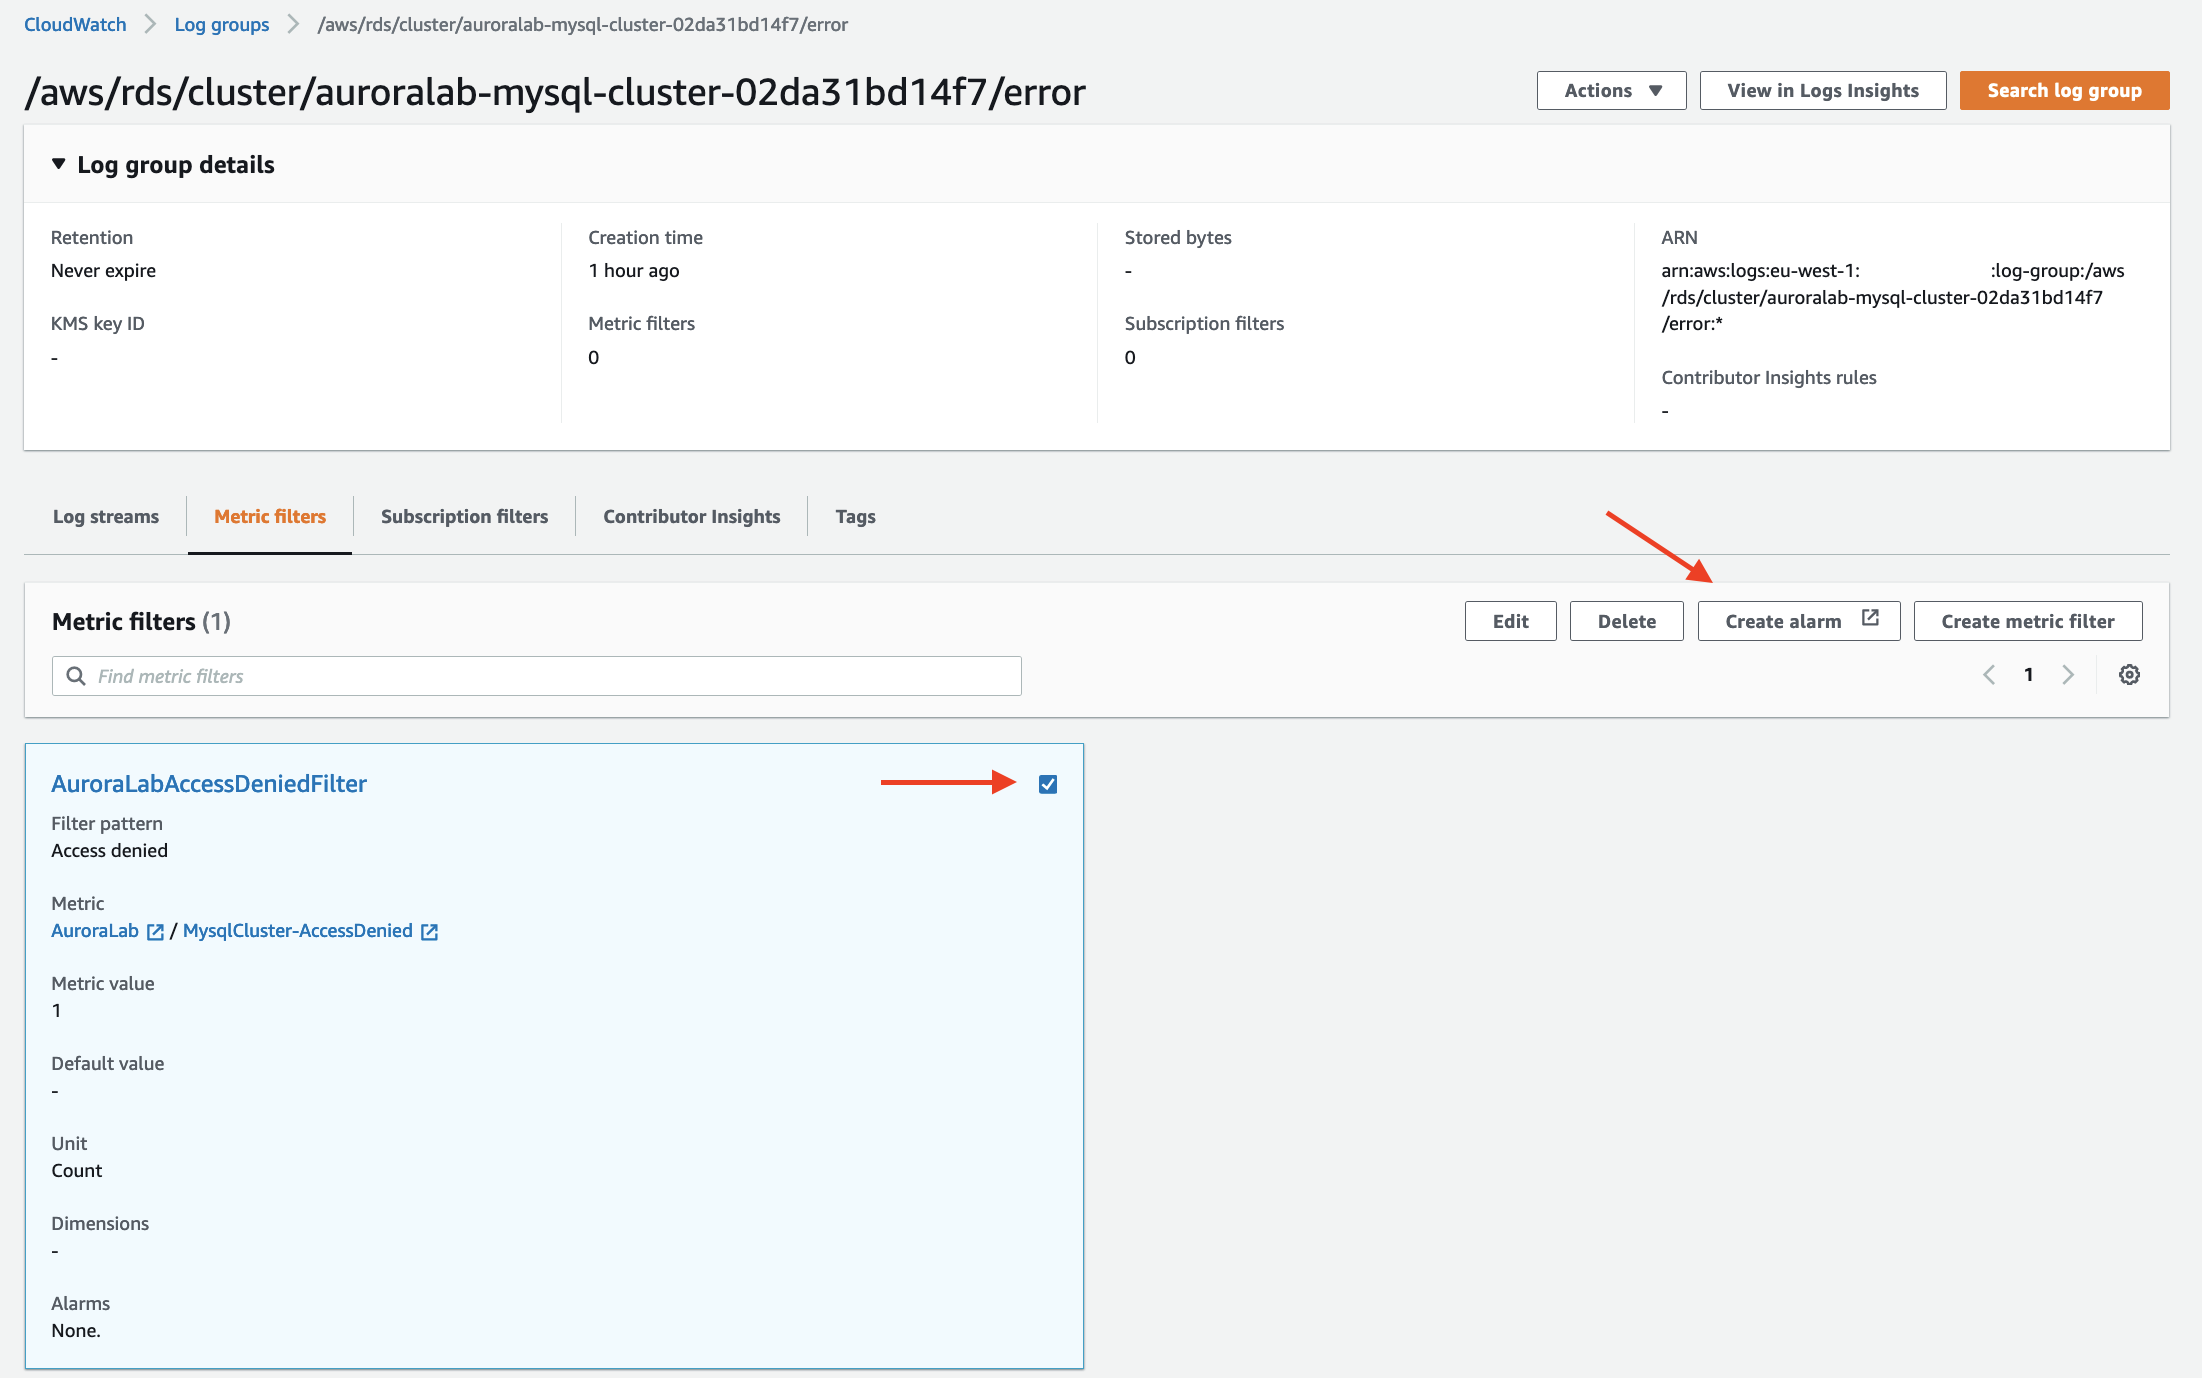 CloudWatch > Log groups > /aws/rds/cluster/auroralab-mysql-cluster-02da31bd14f7/error
/aws/rds/cluster/auroralab-mysql-cluster-02da31bd14f7/error
Actions ▼ View in Logs Insights Search log group
▼ Log group details
Retention
Never expire
KMS key ID
-
Creation time
1 hour ago
Metric filters
0
Stored bytes
-
Subscription filters
0
ARN
arn:aws:logs:eu-west-1: :log-group:/aws
/rds/cluster/auroralab-mysql-cluster-02da31bd14f7
/error:*
Contributor Insights rules
-
Log streams Metric filters Subscription filters Contributor Insights Tags
Metric filters (1)
Edit Delete Create alarm Create metric filter
Find metric filters
1
AuroraLabAccessDeniedFilter
Filter pattern
Access denied
Metric
AuroraLab / MysqlCluster-AccessDenied
Metric value
1
Default value
-
Unit
Count
Dimensions
-
Alarms
None.